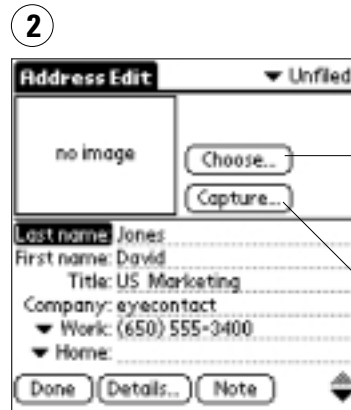 2
Address Edit ▼ Unfiled
no image
Choose...
Capture...
Last name: Jones
First name: David
Title: US Marketing
Company: eyecontact
▼ Work: (650) 555-3400
▼ Home:
Done Details... Note